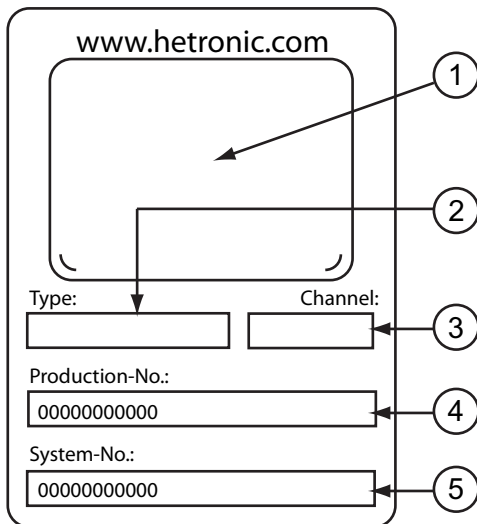 www.hetronic.com
1
2
Type: Channel:
3
Production-No.:
00000000000
4
System-No.:
00000000000
5